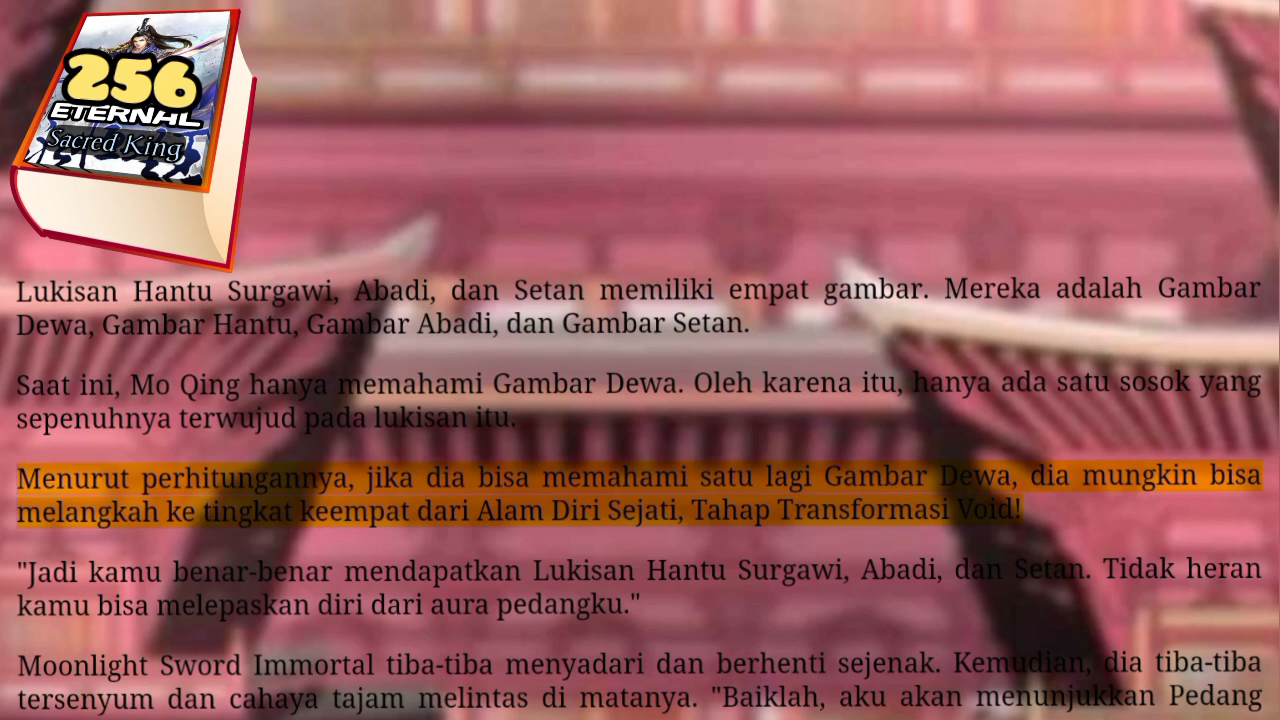 256
ETERNAL
Sacred King
Lukisan Hantu Surgawi, Abadi, dan Setan memiliki empat gambar. Mereka adalah Gambar
Dewa, Gambar Hantu, Gambar Abadi, dan Gambar Setan.
Saat ini, Mo Qing hanya memahami Gambar Dewa. Oleh karena itu, hanya ada satu sosok yang
sepenuhnya terwujud pada lukisan itu.
Menurut perhitungannya, jika dia bisa memahami satu lagi Gambar Dewa, dia mungkin bisa
melangkah ke tingkat keempat dari Alam Diri Sejati, Tahap Transformasi Void!
"Jadi kamu benar-benar mendapatkan Lukisan Hantu Surgawi, Abadi, dan Setan. Tidak heran
kamu bisa melepaskan diri dari aura pedangku."
Moonlight Sword Immortal tiba-tiba menyadari dan berhenti sejenak. Kemudian, dia tiba-tiba
tersenyum dan cahaya tajam melintas di matanya. "Baiklah, aku akan menunjukkan Pedang